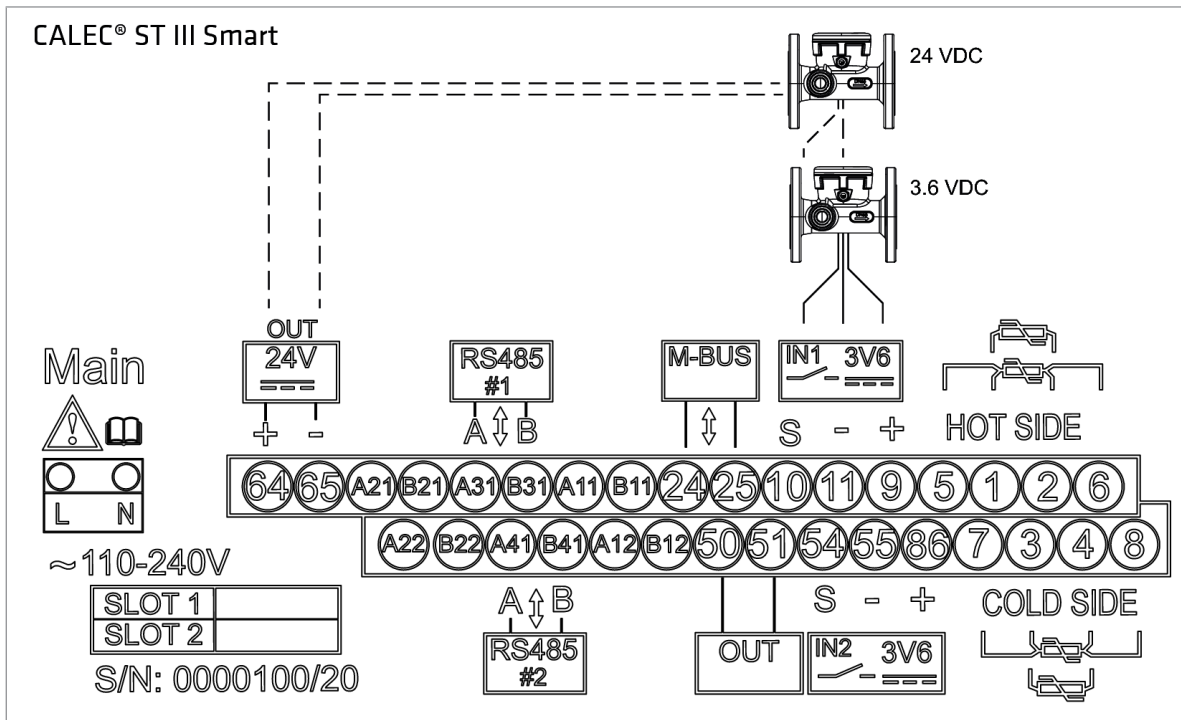 CALEC® ST III Smart
24 VDC
3.6 VDC
OUT
24V
+ -
RS485
#1
A B
M-BUS
IN1 3V6
S - +
HOT SIDE
Main
L N
~110-240V
SLOT 1
SLOT 2
S/N: 0000100/20
64 65 A21 B21 A31 B31 A11 B11 24 25 10 11 9 5 1 2 6
A22 B22 A41 B41 A12 B12 50 51 54 55 86 7 3 4 8
A B
RS485
#2
OUT
S - +
IN2 3V6
COLD SIDE